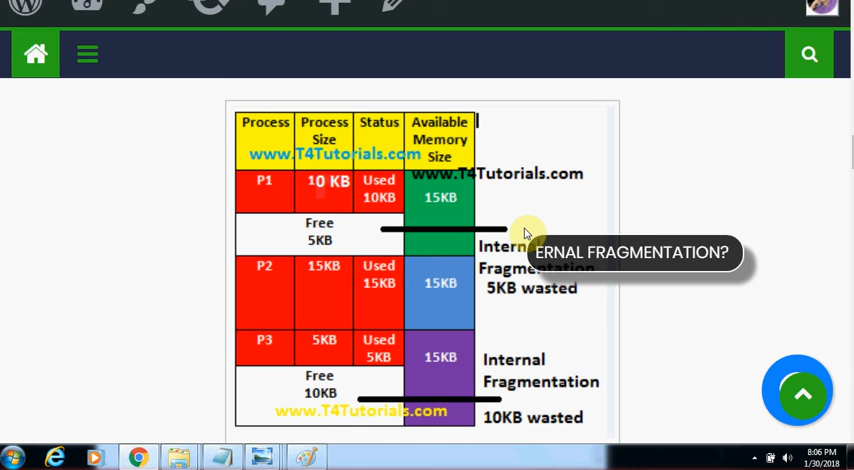 Process Process Status Available
Size Memory
Size
www.T4Tutorials.com
www.T4Tutorials.com
P1 10 KB Used 15KB
10KB
Free
5KB
Internal
ERNAL FRAGMENTATION?
Fragmentation
5KB wasted
P2 15KB Used 15KB
15KB
P3 5KB Used 15KB
5KB
Internal
Fragmentation
Free
10KB
10KB wasted
www.T4Tutorials.com
8:06 PM
1/30/2018